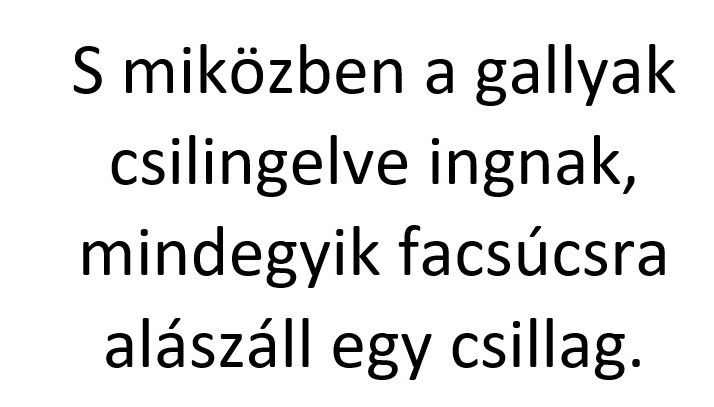 S miközben a gallyak
csilingelve ingnak,
mindegyik facsúcsra
alászáll egy csillag.